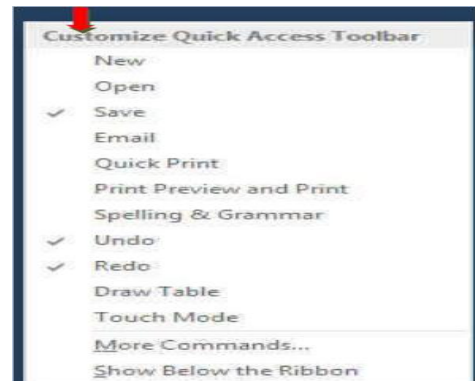 Customize Quick Access Toolbar
New
Open
Save
Email
Quick Print
Print Preview and Print
Spelling & Grammar
Undo
Redo
Draw Table
Touch Mode
More Commands...
Show Below the Ribbon